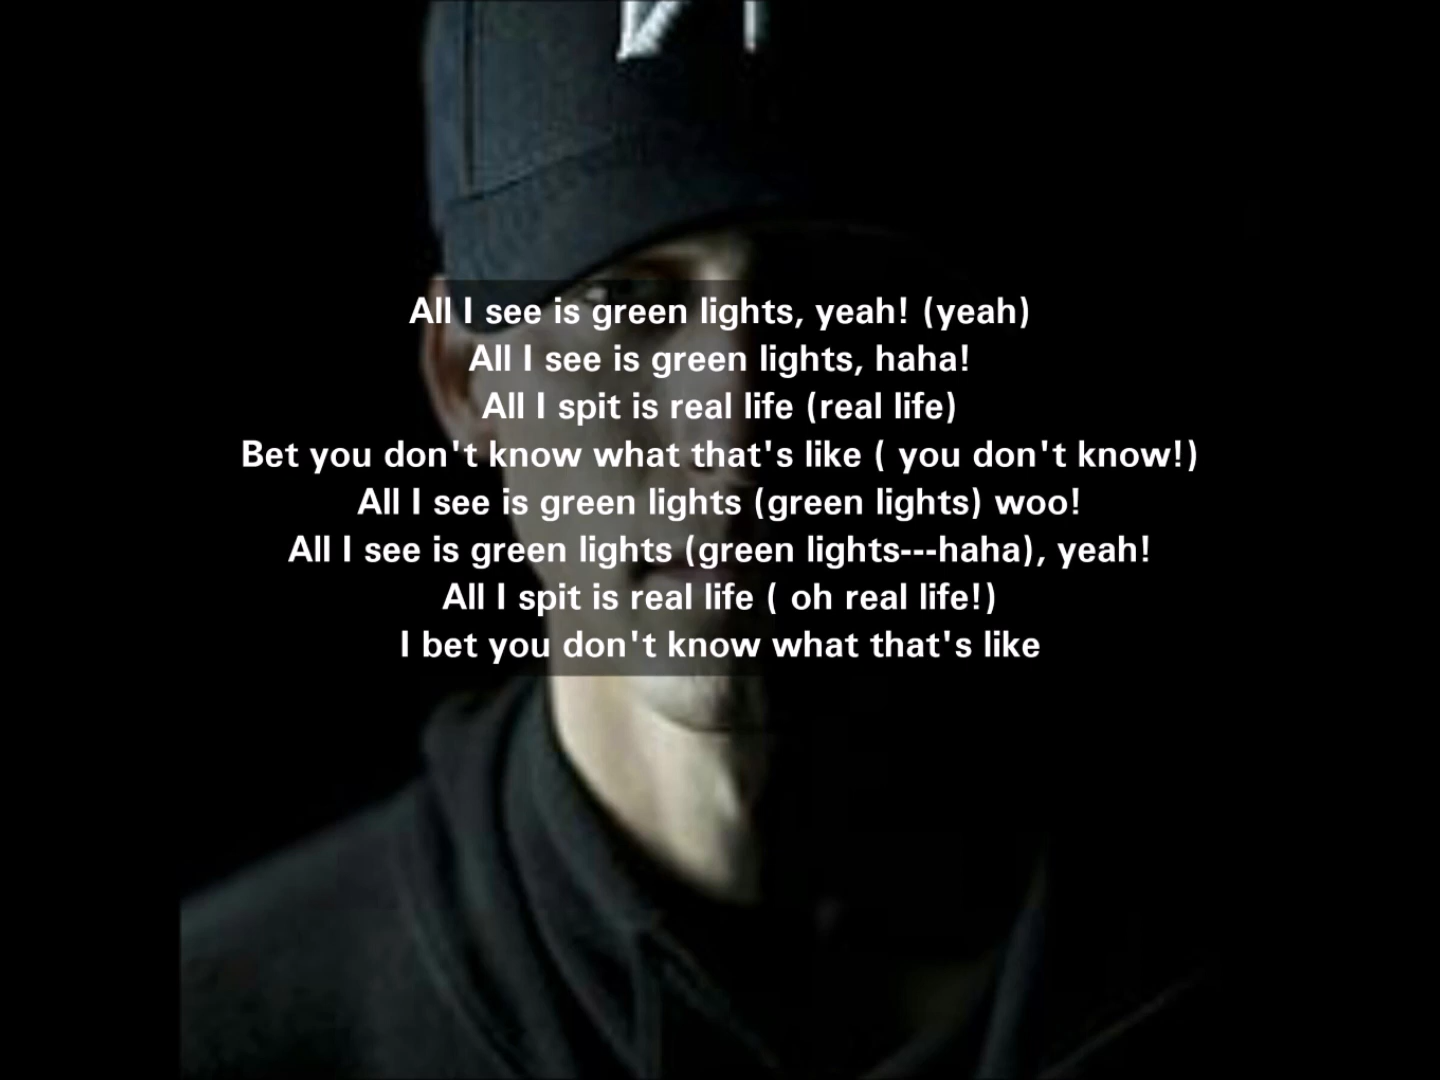 All I see is green lights, yeah! (yeah)
All I see is green lights, haha!
All I spit is real life (real life)
Bet you don't know what that's like ( you don't know!)
All I see is green lights (green lights) woo!
All I see is green lights (green lights---haha), yeah!
All I spit is real life ( oh real life!)
I bet you don't know what that's like